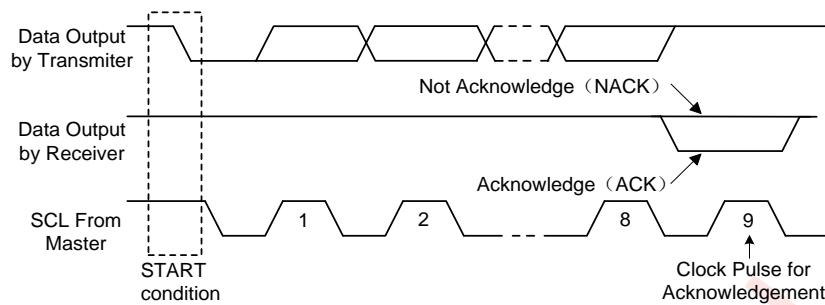 Data Output
by Transmiter
Not Acknowledge（NACK）
Data Output
by Receiver
Acknowledge（ACK）
SCL From
Master
1
2
8
9
START
condition
Clock Pulse for
Acknowledgement